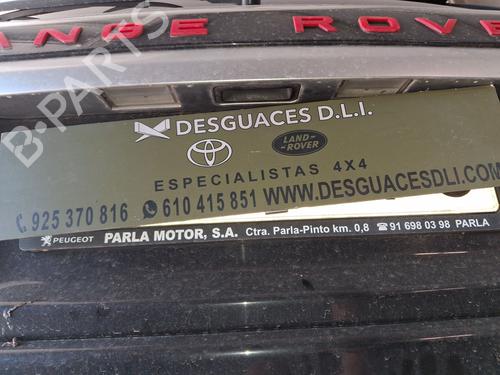 ANGE ROVE
B-PARTS
DESGUACES D.L.I.
LAND-
ROVER
ESPECIALISTAS 4X4
925 370 816 610 415 851 WWW.DESGUACESDLI.COM
PEUGEOT PARLA MOTOR, S.A. Ctra. Parla-Pinto km. 0,8 ☎91 698 03 98 PARLA